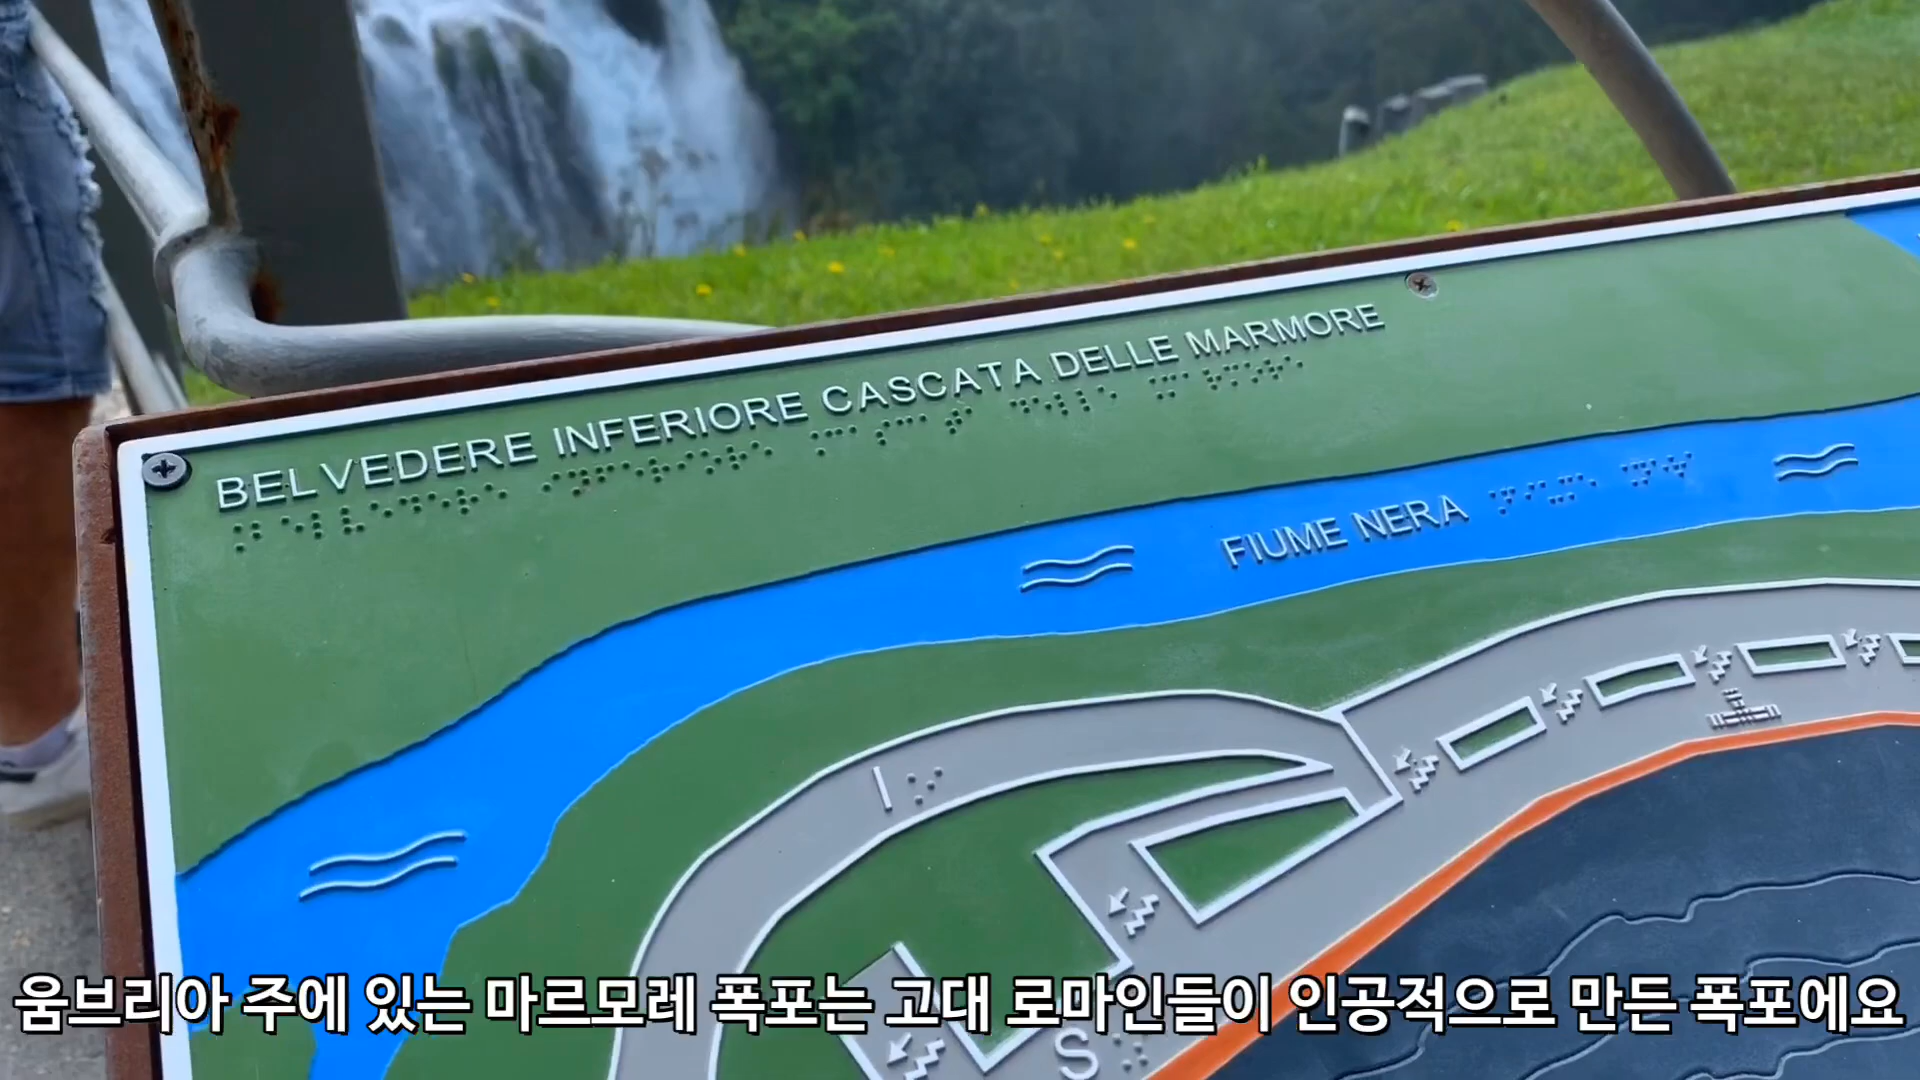 BELVEDERE INFERIORE CASCATA DELLE MARMORE
FIUME NERA
I
S
움브리아 주에 있는 마르모레 폭포는 고대 로마인들이 인공적으로 만든 폭포에요